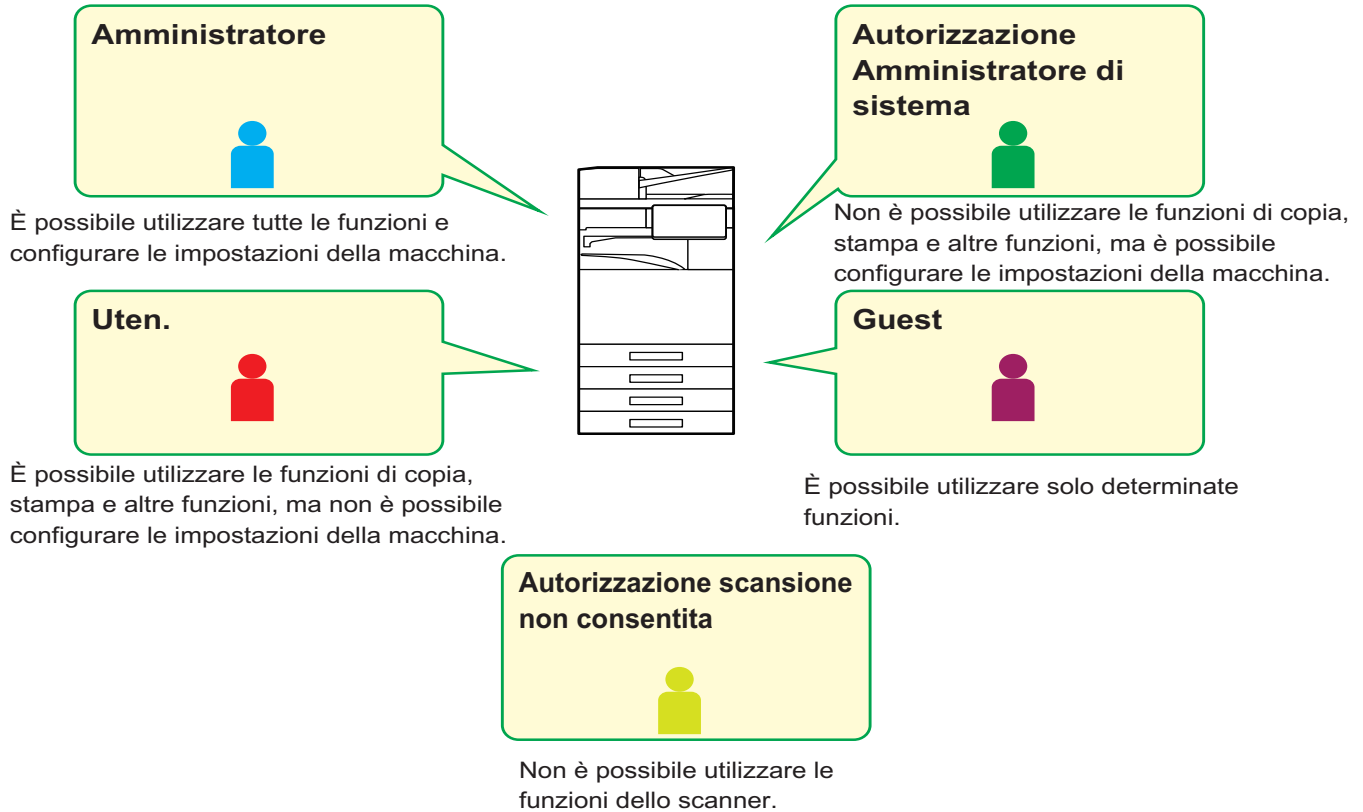 Amministratore
È possibile utilizzare tutte le funzioni e
configurare le impostazioni della macchina.
Autorizzazione
Amministratore di
sistema
Non è possibile utilizzare le funzioni di copia,
stampa e altre funzioni, ma è possibile
configurare le impostazioni della macchina.
Uten.
È possibile utilizzare le funzioni di copia,
stampa e altre funzioni, ma non è possibile
configurare le impostazioni della macchina.
Guest
È possibile utilizzare solo determinate
funzioni.
Autorizzazione scansione
non consentita
Non è possibile utilizzare le
funzioni dello scanner.